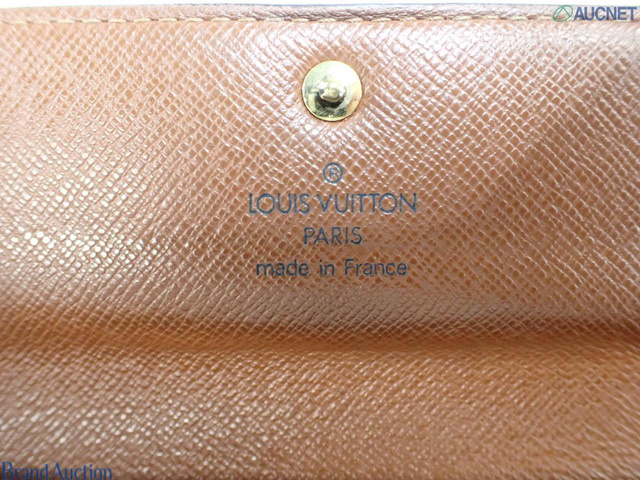 AUCNET
®
LOUIS VUITTON
PARIS
made in France
Brand Auction